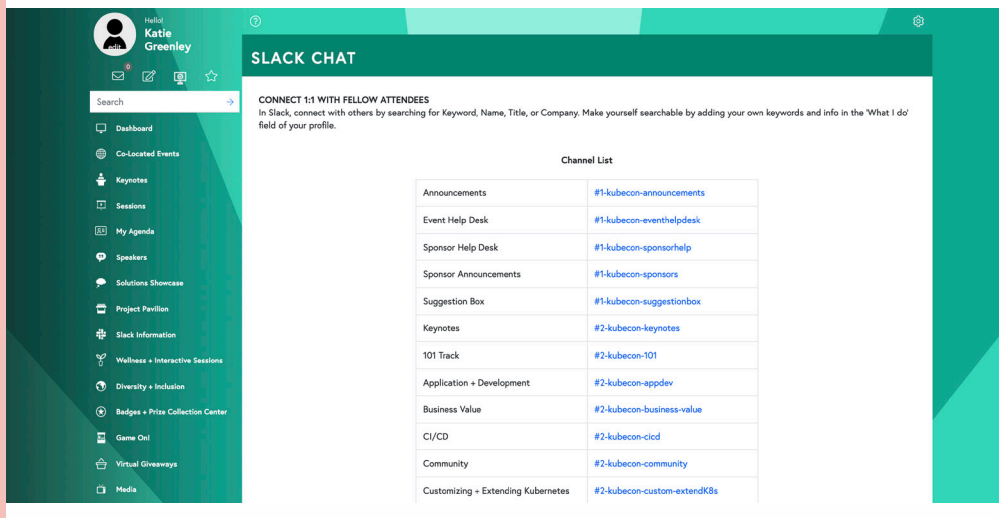 Hello!
Katie
Greenley
edit
0
Search
Dashboard
Co-Located Events
Keynotes
Sessions
My Agenda
Speakers
Solutions Showcase
Project Pavilion
Slack Information
Wellness + Interactive Sessions
Diversity + Inclusion
Badges + Prize Collection Center
Game On!
Virtual Giveaways
Media
SLACK CHAT
CONNECT 1:1 WITH FELLOW ATTENDEES
In Slack, connect with others by searching for Keyword, Name, Title, or Company. Make yourself searchable by adding your own keywords and info in the 'What I do'
field of your profile.
Channel List
Announcements #1-kubecon-announcements
Event Help Desk #1-kubecon-eventhelpdesk
Sponsor Help Desk #1-kubecon-sponsorhelp
Sponsor Announcements #1-kubecon-sponsors
Suggestion Box #1-kubecon-suggestionbox
Keynotes #2-kubecon-keynotes
101 Track #2-kubecon-101
Application + Development #2-kubecon-appdev
Business Value #2-kubecon-business-value
CI/CD #2-kubecon-cicd
Community #2-kubecon-community
Customizing + Extending Kubernetes #2-kubecon-custom-extendK8s